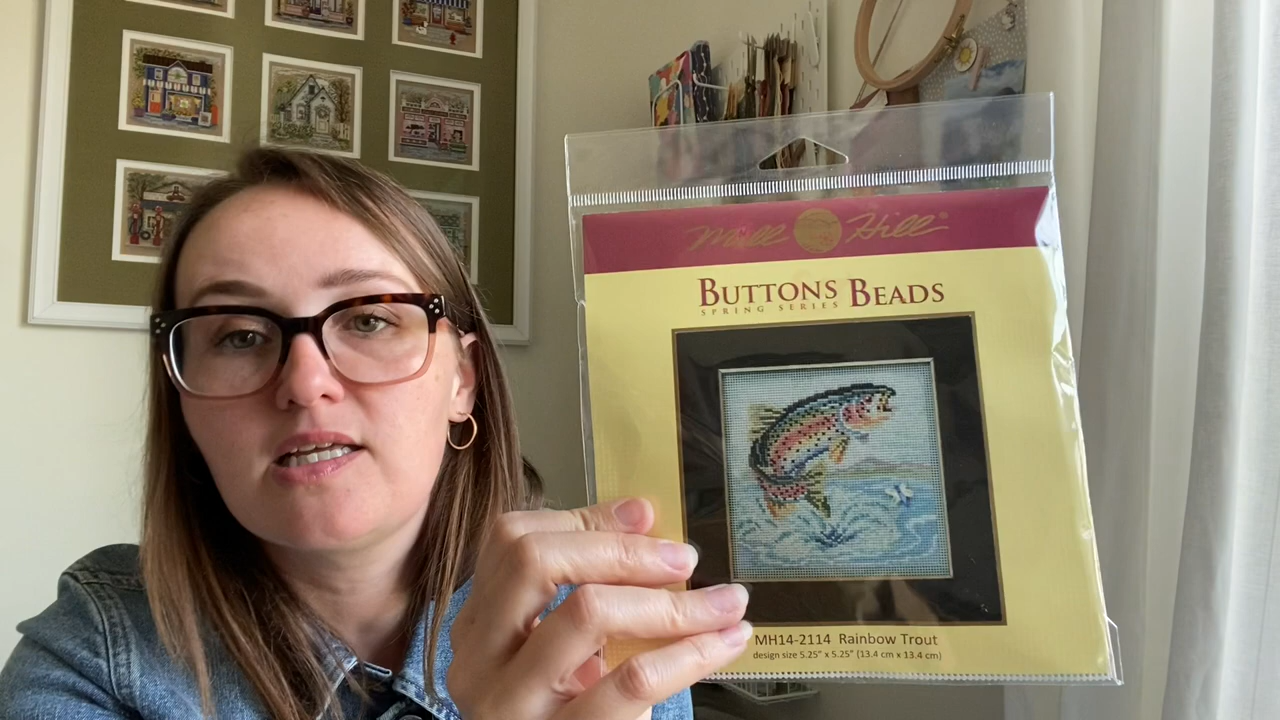 Mill Hill®
BUTTONS BEADS
SPRING SERIES
MH14-2114 Rainbow Trout
design size 5.25" x 5.25" (13.4 cm x 13.4 cm)